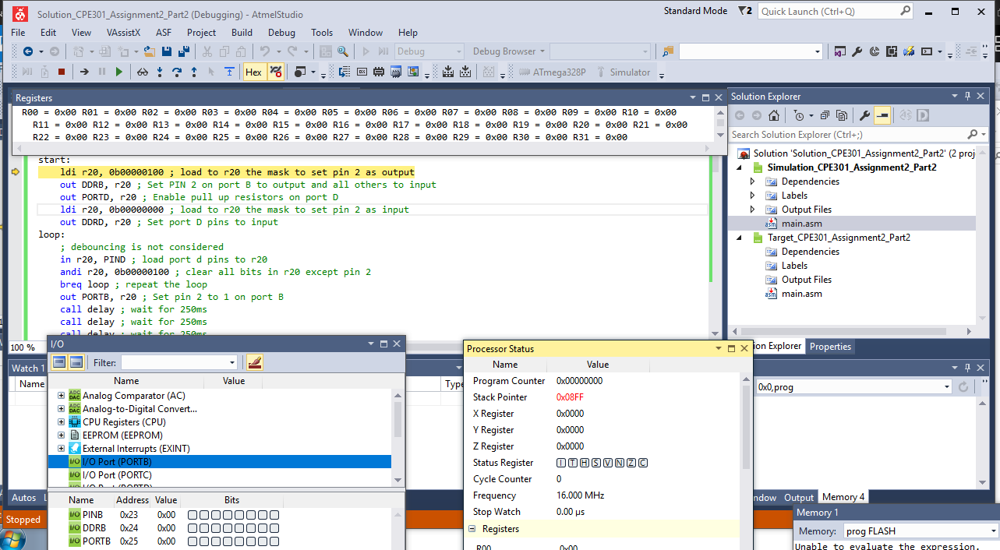 Solution_CPE301_Assignment2_Part2 (Debugging) - AtmelStudio
Standard Mode
2
Quick Launch (Ctrl+Q)
File Edit View VAssistX ASF Project Build Debug Tools Window Help
Debug
Debug Browser
Hex
ATmega328P
Simulator
Registers
R00 = 0x00 R01 = 0x00 R02 = 0x00 R03 = 0x00 R04 = 0x00 R05 = 0x00 R06 = 0x00 R07 = 0x00 R08 = 0x00 R09 = 0x00 R10 = 0x00
R11 = 0x00 R12 = 0x00 R13 = 0x00 R14 = 0x00 R15 = 0x00 R16 = 0x00 R17 = 0x00 R18 = 0x00 R19 = 0x00 R20 = 0x00 R21 = 0x00
R22 = 0x00 R23 = 0x00 R24 = 0x00 R25 = 0x00 R26 = 0x00 R27 = 0x00 R28 = 0x00 R29 = 0x00 R30 = 0x00 R31 = 0x00
start:
ldi r20, 0b00000100 ; load to r20 the mask to set pin 2 as output
out DDRB, r20 ; Set PIN 2 on port B to output and all others to input
out PORTD, r20 ; Enable pull up resistors on port D
ldi r20, 0b00000000 ; load to r20 the mask to set pin 2 as input
out DDRD, r20 ; Set port D pins to input
loop:
; debouncing is not considered
in r20, PIND ; load port d pins to r20
andi r20, 0b00000100 ; clear all bits in r20 except pin 2
breq loop ; repeat the loop
out PORTB, r20 ; Set pin 2 to 1 on port B
call delay ; wait for 250ms
call delay ; wait for 250ms
call delay ; wait for 250ms
100 %
Solution Explorer
Search Solution Explorer (Ctrl+;)
Solution 'Solution_CPE301_Assignment2_Part2' (2 proj
Simulation_CPE301_Assignment2_Part2
Dependencies
Labels
Output Files
main.asm
Target_CPE301_Assignment2_Part2
Dependencies
Labels
Output Files
main.asm
ion Explorer
Properties
Watch 1
Name
Type
I/O
Filter:
Name Value
Analog Comparator (AC)
Analog-to-Digital Convert...
CPU Registers (CPU)
EEPROM (EEPROM)
External Interrupts (EXINT)
I/O Port (PORTB)
I/O Port (PORTC)
I/O Port (PORTD)
Name Address Value Bits
PINB 0x23 0x00
DDRB 0x24 0x00
PORTB 0x25 0x00
Processor Status
Name Value
Program Counter 0x00000000
Stack Pointer 0x08FF
X Register 0x0000
Y Register 0x0000
Z Register 0x0000
Status Register I T H S V N Z C
Cycle Counter 0
Frequency 16.000 MHz
Stop Watch 0.00 µs
Registers
R00 0x00
0x0,prog
Autos
Stopped
ndow
Output
Memory 4
Memory 1
Memory: prog FLASH
Unable to evaluate the expression.